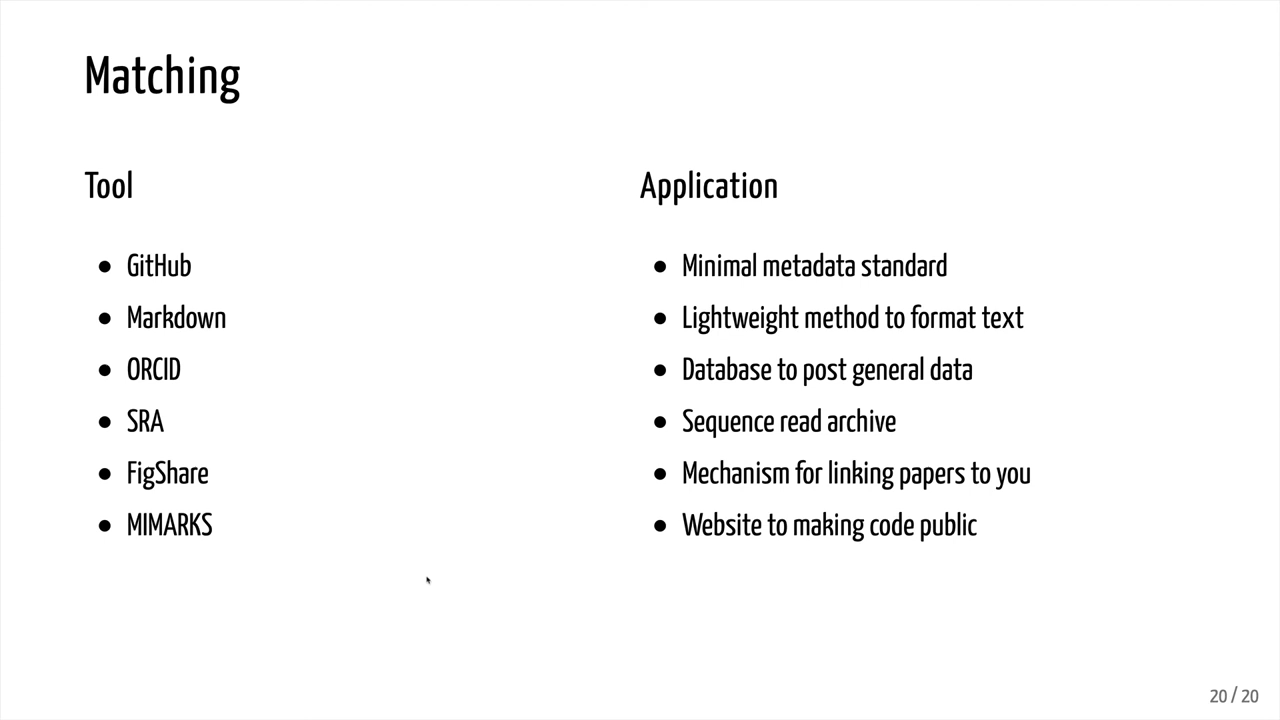 Matching
Tool
GitHub
Markdown
ORCID
SRA
FigShare
MIMARKS
Application
Minimal metadata standard
Lightweight method to format text
Database to post general data
Sequence read archive
Mechanism for linking papers to you
Website to making code public
20 / 20